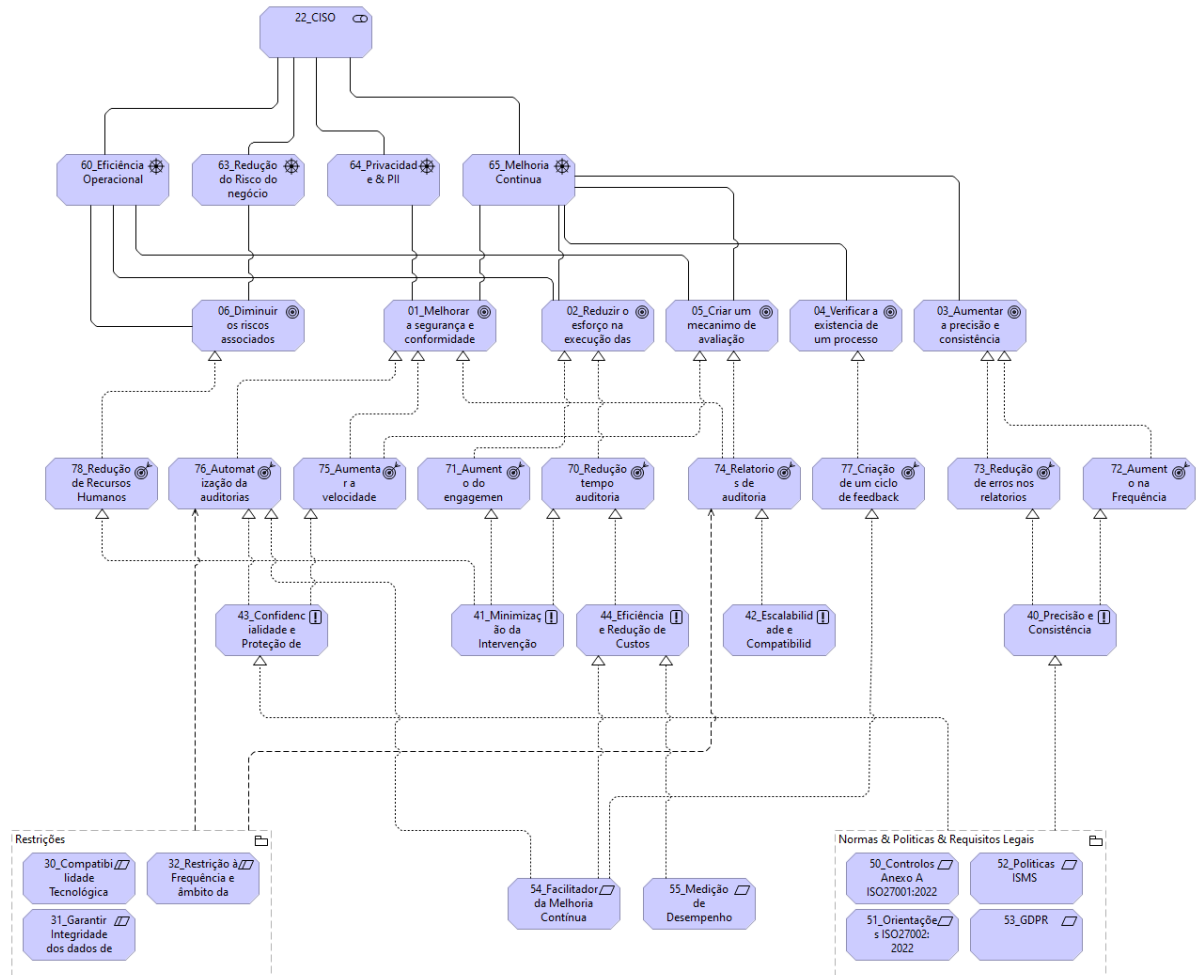 22_CISO
60_Eficiência
Operacional
63_Redução
do Risco do
negócio
64_Privacidad
e & PII
65_Melhoria
Continua
06_Diminuir
os riscos
associados
01_Melhorar
a segurança e
conformidade
02_Reduzir o
esforço na
execução das
05_Criar um
mecanimo de
avaliação
04_Verificar a
existencia de
um processo
03_Aumentar
a precisão e
consistência
78_Redução
de Recursos
Humanos
76_Automat
ização da
auditorias
75_Aumenta
r a
velocidade
71_Aument
o do
engagemen
70_Redução
tempo
auditoria
74_Relatorio
s de
auditoria
77_Criação
de um ciclo
de feedback
73_Redução
de erros nos
relatorios
72_Aument
o na
Frequência
43_Confidenc
ialidade e
Proteção de
41_Minimizaç
ão da
Intervenção
44_Eficiência
e Redução de
Custos
42_Escalabilid
ade e
Compatibilid
40_Precisão e
Consistência
Restrições
30_Compatibi
lidade
Tecnológica
32_Restrição à
Frequência e
âmbito da
31_Garantir
Integridade
dos dados de
54_Facilitador
da Melhoria
Contínua
55_Medição
de
Desempenho
Normas & Politicas & Requisitos Legais
50_Controlos
Anexo A
ISO27001:2022
52_Politicas
ISMS
51_Orientaçõe
s ISO27002:
2022
53_GDPR